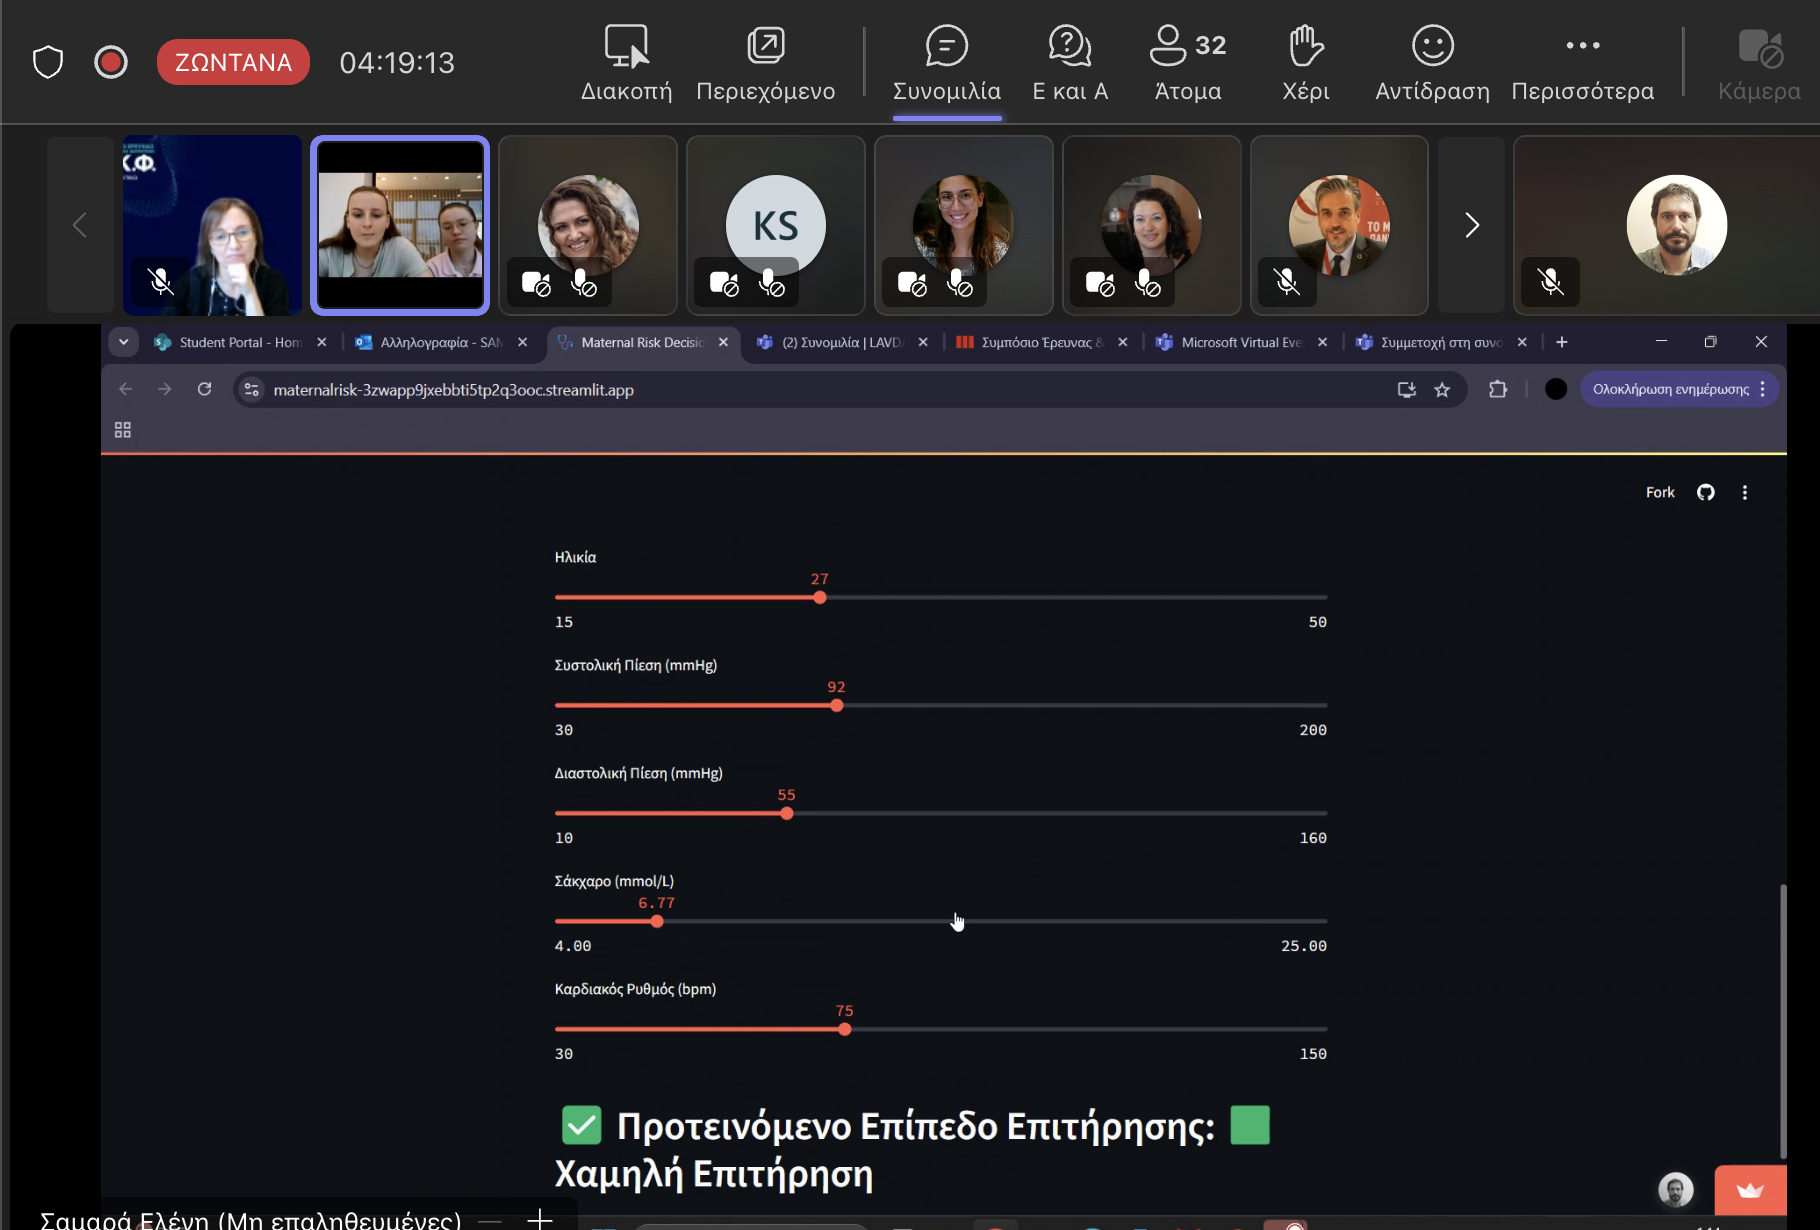 ΖΩΝΤΑΝΑ
04:19:13
Διακοπή
Περιεχόμενο
Συνομιλία
Ε και Α
32
Άτομα
Χέρι
Αντίδραση
Περισσότερα
Κάμερα
Κ.Φ.
KS
ΤΟ Μ
Student Portal - Hom
Αλληλογραφία - SAM
Maternal Risk Decisio
(2) Συνομιλία | LAVD
Συμπόσιο Έρευνας &
Microsoft Virtual Eve
Συμμετοχή στη συνο
maternalrisk-3zwapp9jxebbti5tp2q3ooc.streamlit.app
Ολοκλήρωση ενημέρωσης
Fork
Ηλικία
27
15 50
Συστολική Πίεση (mmHg)
92
30 200
Διαστολική Πίεση (mmHg)
55
10 160
Σάκχαρο (mmol/L)
6.77
4.00 25.00
Καρδιακός Ρυθμός (bpm)
75
30 150
Προτεινόμενο Επίπεδο Επιτήρησης:
Χαμηλή Επιτήρηση
Σαμαρά Ελένη (Μη επαληθευμένες)